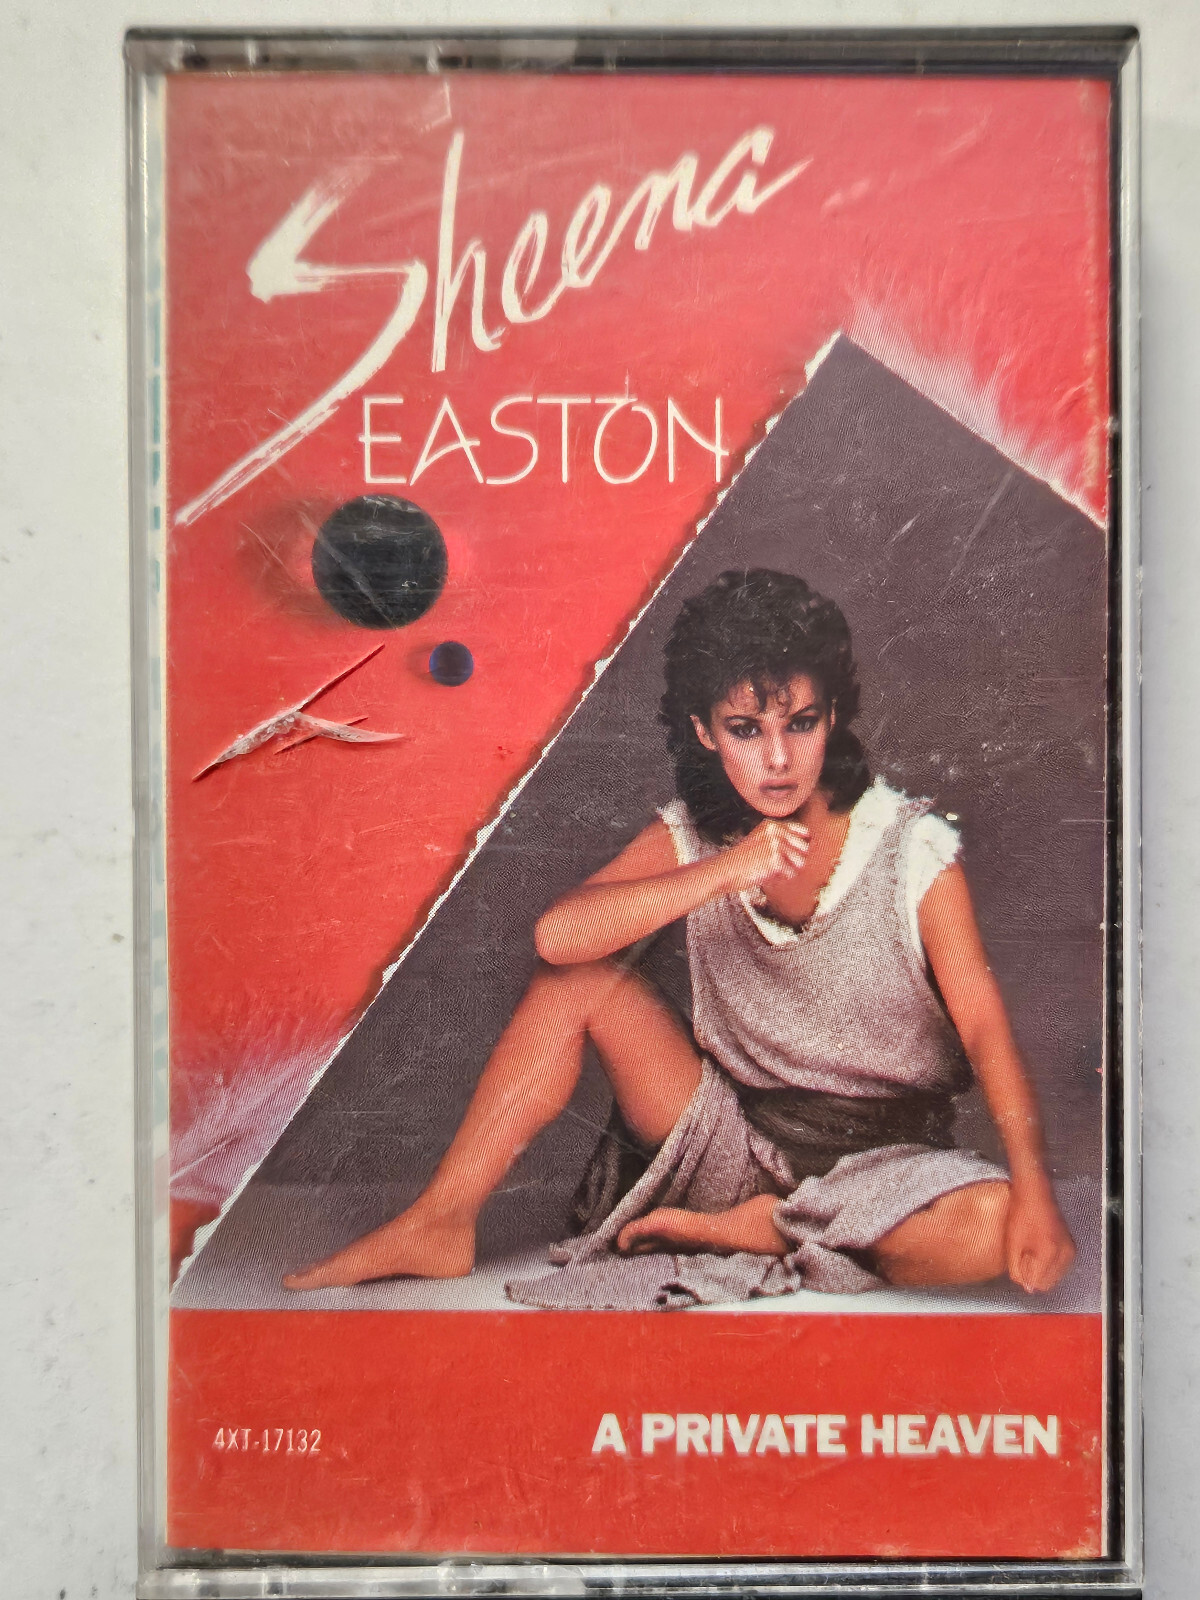 Sheena
EASTON
4XT-17132
A PRIVATE HEAVEN